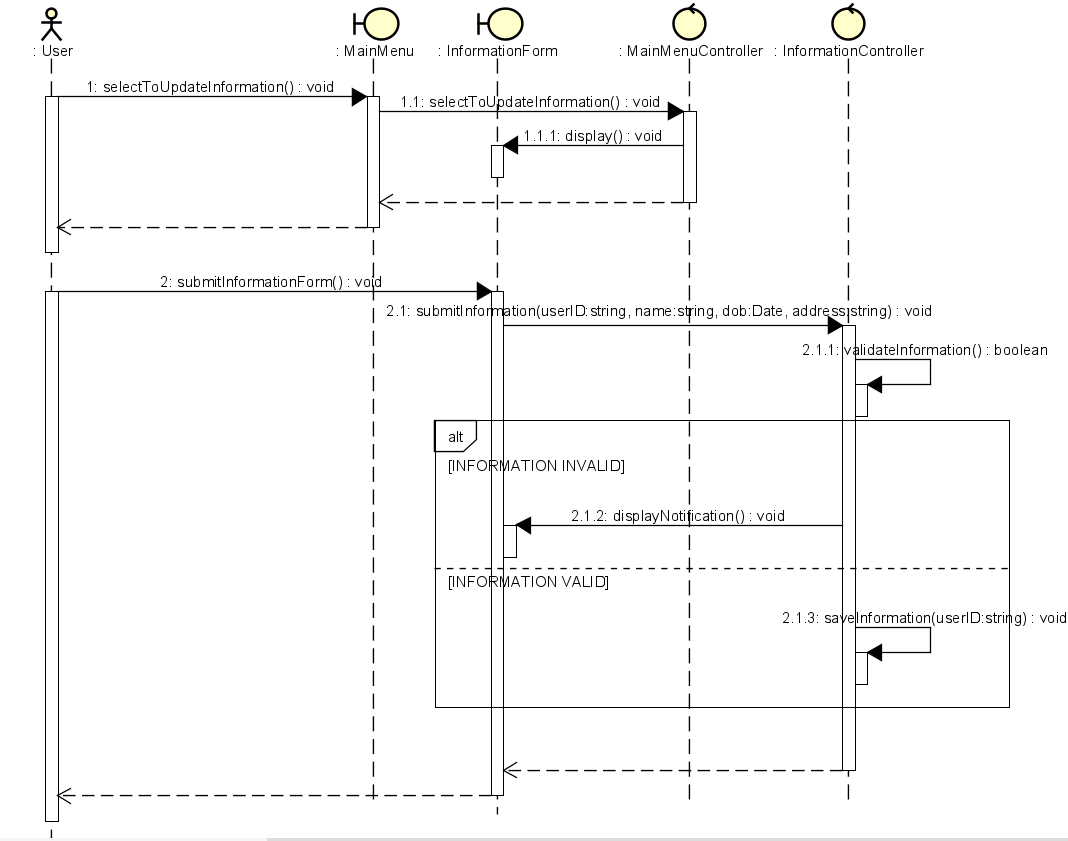 : User
: MainMenu
: InformationForm
: MainMenuController
: InformationController
1: selectToUpdateInformation() : void
1.1: selectToUpdateInformation() : void
1.1.1: display() : void
2: submitInformationForm() : void
2.1: submitInformation(userID:string, name:string, dob:Date, address:string) : void
2.1.1: validateInformation() : boolean
alt
[INFORMATION INVALID]
2.1.2: displayNotification() : void
[INFORMATION VALID]
2.1.3: saveInformation(userID:string) : void